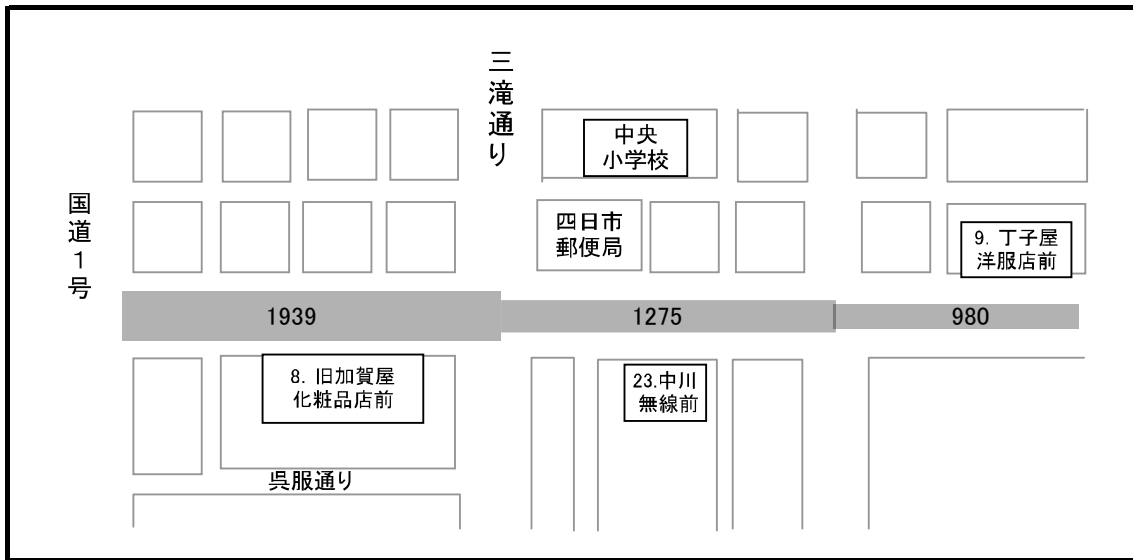 三滝通り
中央
小学校
国道1号
四日市
郵便局
9. 丁子屋
洋服店前
1939
1275
980
8. 旧加賀屋
化粧品店前
23.中川
無線前
呉服通り